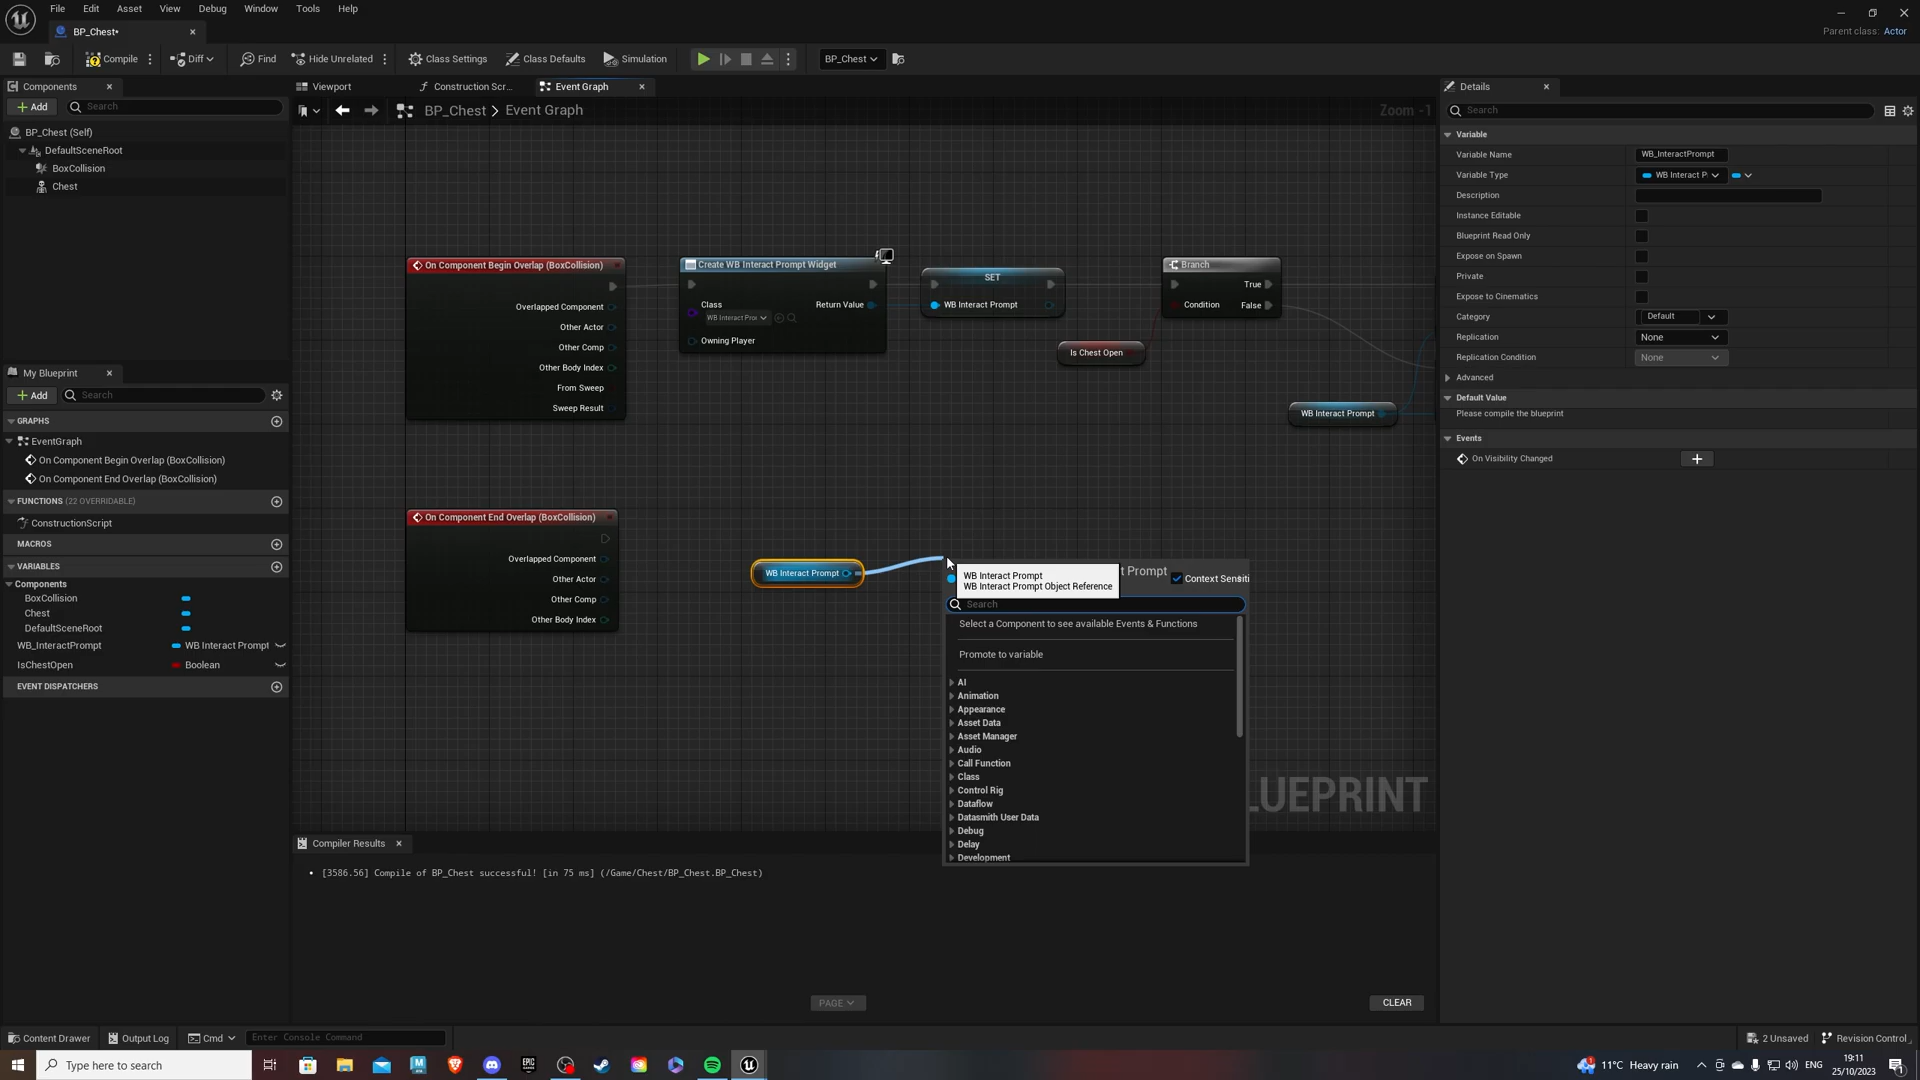 File Edit Asset View Debug Window Tools Help
BP_Chest*
Parent class: Actor
Compile Diff Find Hide Unrelated Class Settings Class Defaults Simulation BP_Chest
Components
Add Search
BP_Chest (Self)
DefaultSceneRoot
BoxCollision
Chest
Viewport Construction Scr... Event Graph
BP_Chest > Event Graph
Zoom -1
On Component Begin Overlap (BoxCollision)
Overlapped Component
Other Actor
Other Comp
Other Body Index
From Sweep
Sweep Result
Create WB Interact Prompt Widget
Class
WB Interact Pro
Return Value
Owning Player
SET
WB Interact Prompt
Branch
True
Condition
False
Is Chest Open
WB Interact Prompt
On Component End Overlap (BoxCollision)
Overlapped Component
Other Actor
Other Comp
Other Body Index
WB Interact Prompt
WB Interact Prompt
WB Interact Prompt Object Reference
t Prompt
Context Sensiti
Search
Select a Component to see available Events & Functions
Promote to variable
AI
Animation
Appearance
Asset Data
Asset Manager
Audio
Call Function
Class
Control Rig
Dataflow
Datasmith User Data
Debug
Delay
Development
LUEPRINT
My Blueprint
Add Search
GRAPHS
EventGraph
On Component Begin Overlap (BoxCollision)
On Component End Overlap (BoxCollision)
FUNCTIONS (22 OVERRIDABLE)
ConstructionScript
MACROS
VARIABLES
Components
BoxCollision
Chest
DefaultSceneRoot
WB_InteractPrompt WB Interact Prompt
IsChestOpen Boolean
EVENT DISPATCHERS
Compiler Results
• [3586.56] Compile of BP_Chest successful! [in 75 ms] (/Game/Chest/BP_Chest.BP_Chest)
PAGE
CLEAR
Details
Search
Variable
Variable Name WB_InteractPrompt
Variable Type WB Interact P
Description
Instance Editable
Blueprint Read Only
Expose on Spawn
Private
Expose to Cinematics
Category Default
Replication None
Replication Condition None
Advanced
Default Value
Please compile the blueprint
Events
On Visibility Changed
Content Drawer Output Log Cmd Enter Console Command
2 Unsaved Revision Control
Type here to search
11°C Heavy rain
ENG
19:11
25/10/2023